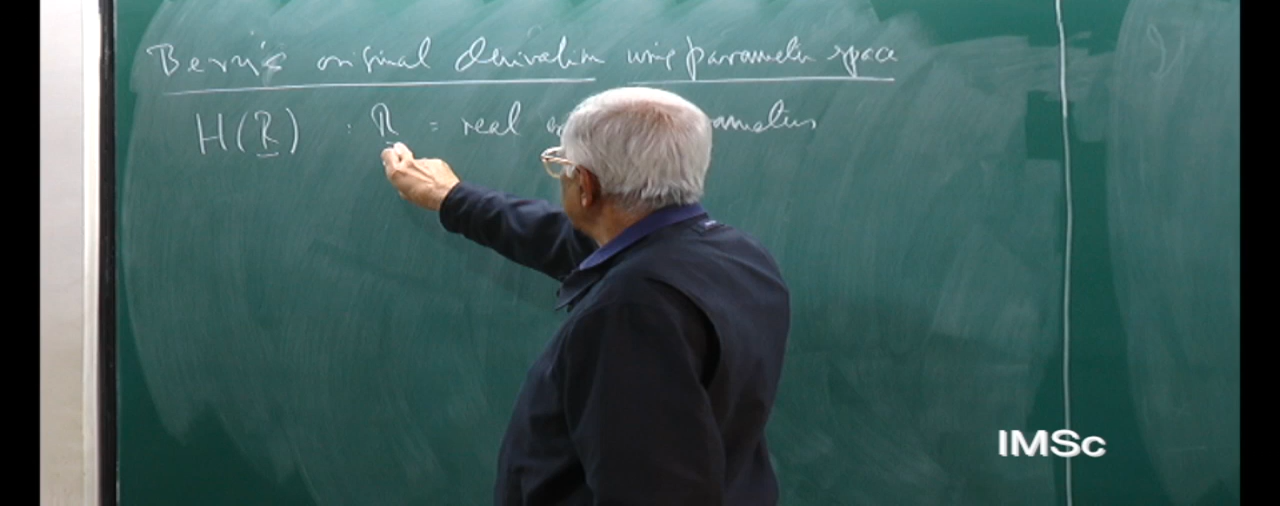 Berry's original derivation using parameter space
H(R) : R = real
IMSc